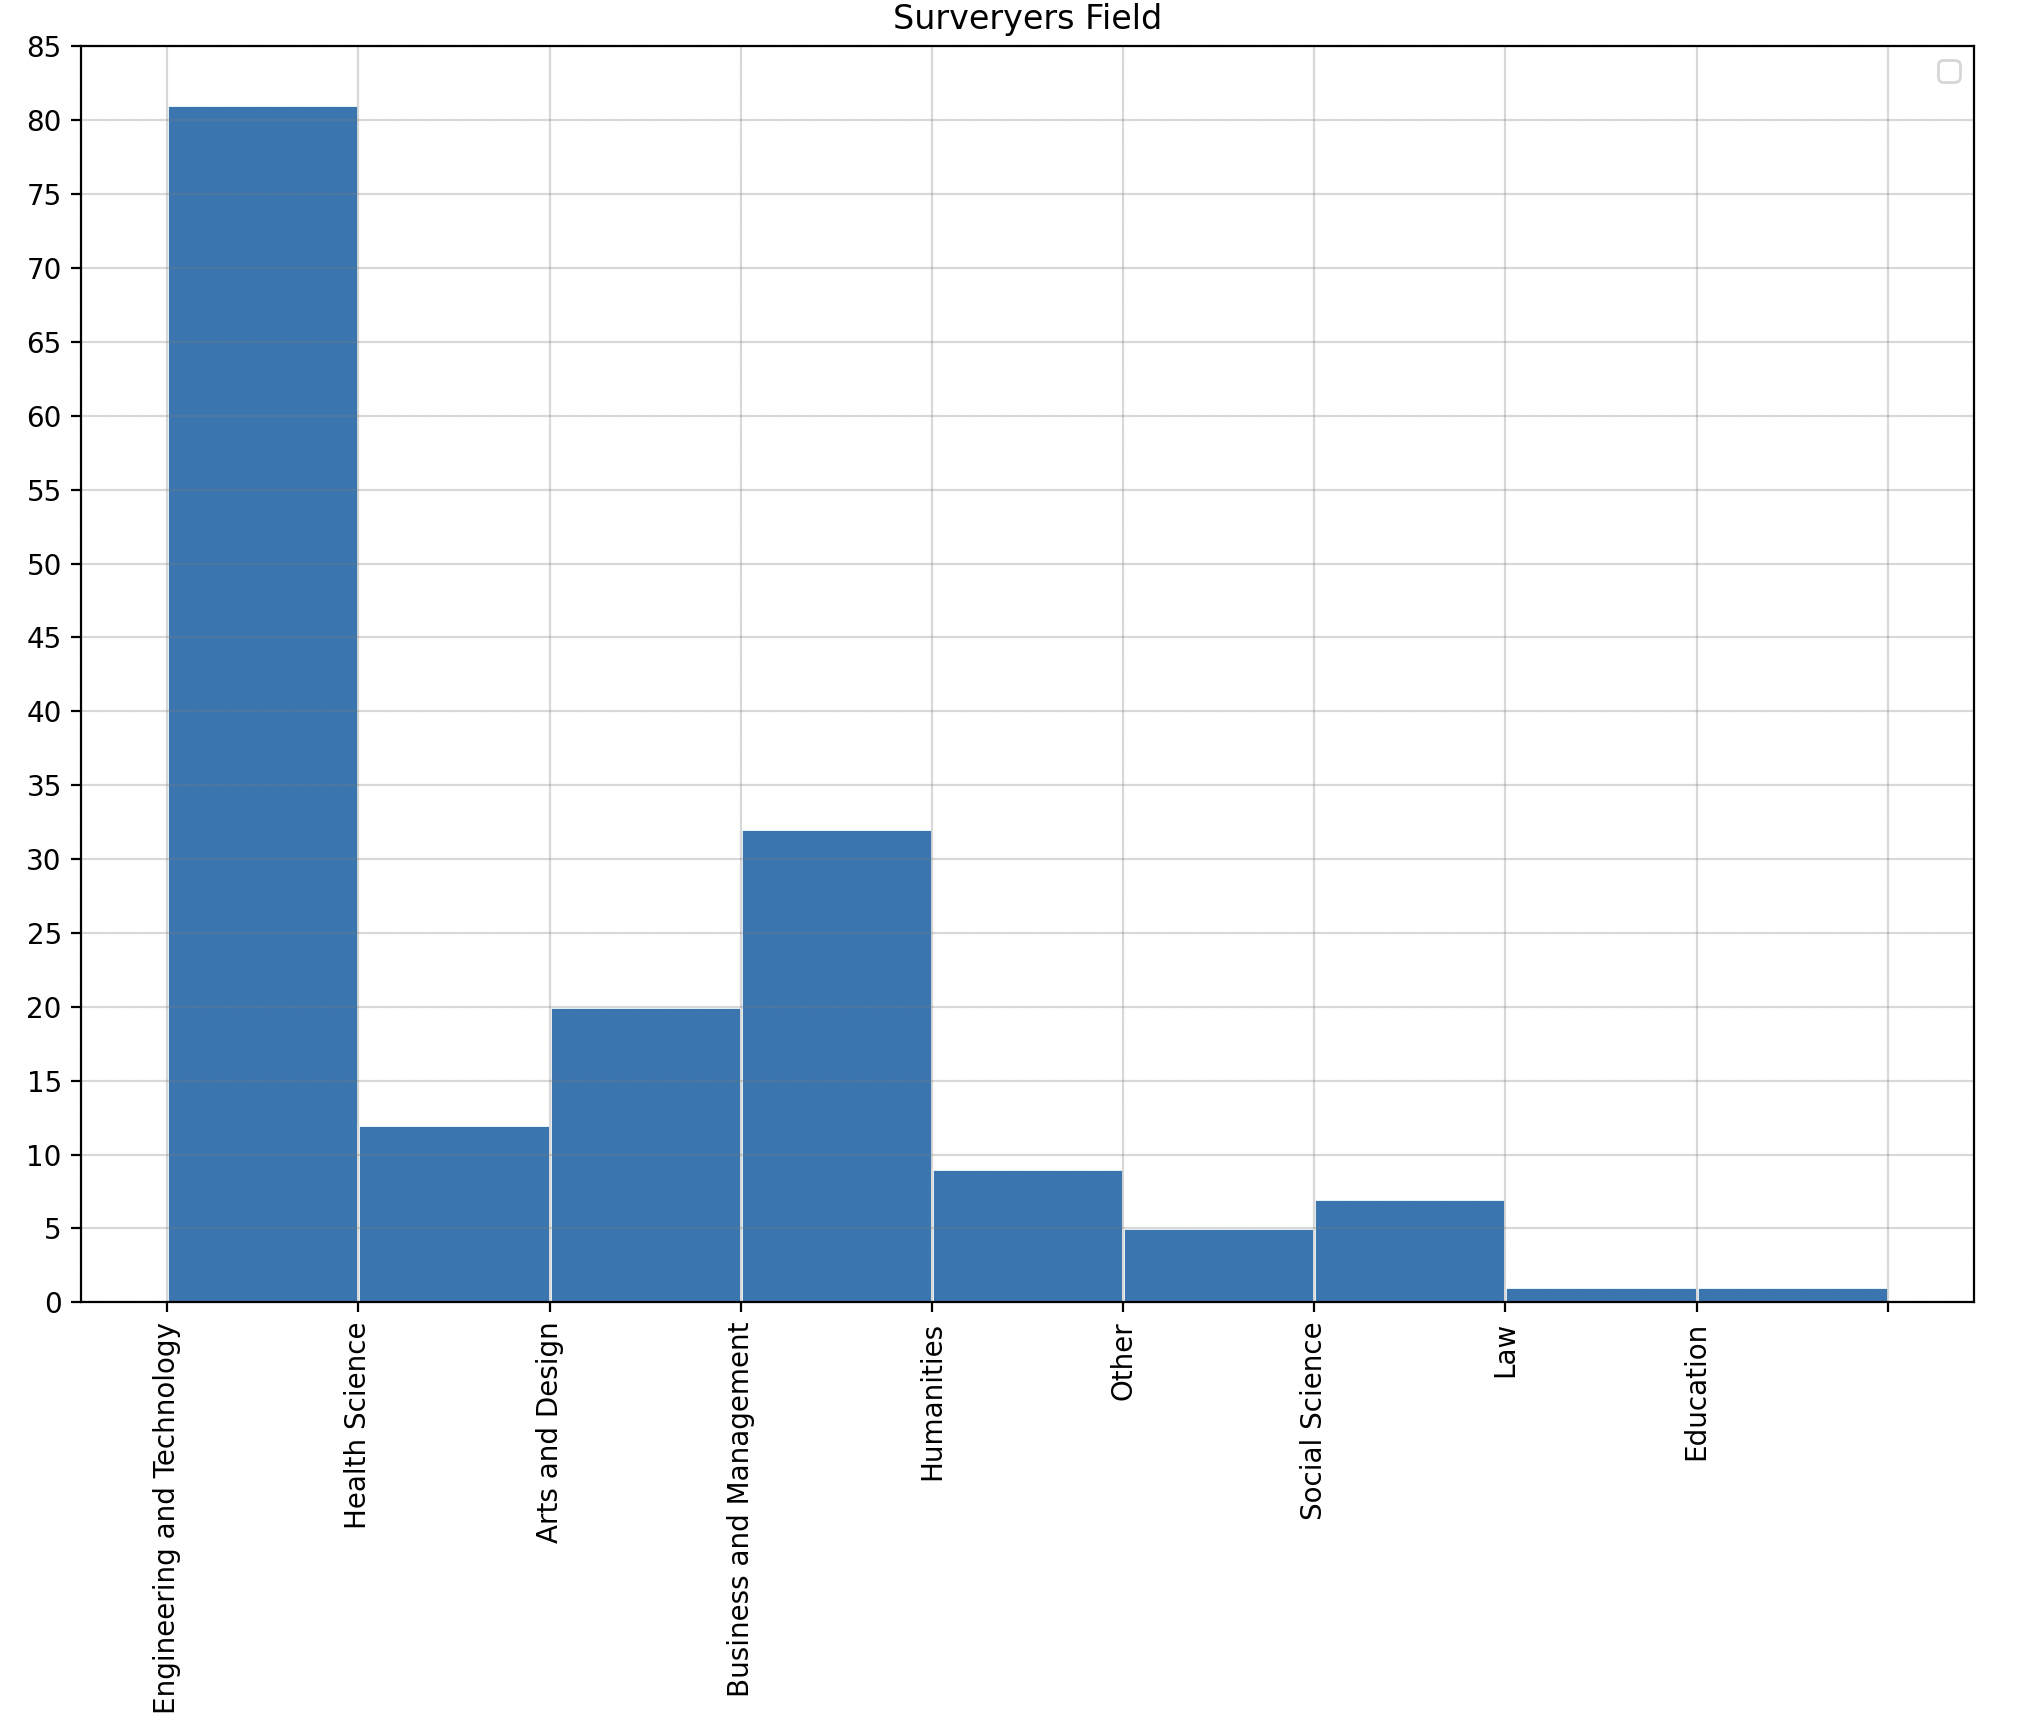 Surveryers Field
85
80
75
70
65
60
55
50
45
40
35
30
25
20
15
10
5
0
Engineering and Technology
Health Science
Arts and Design
Business and Management
Humanities
Other
Social Science
Law
Education